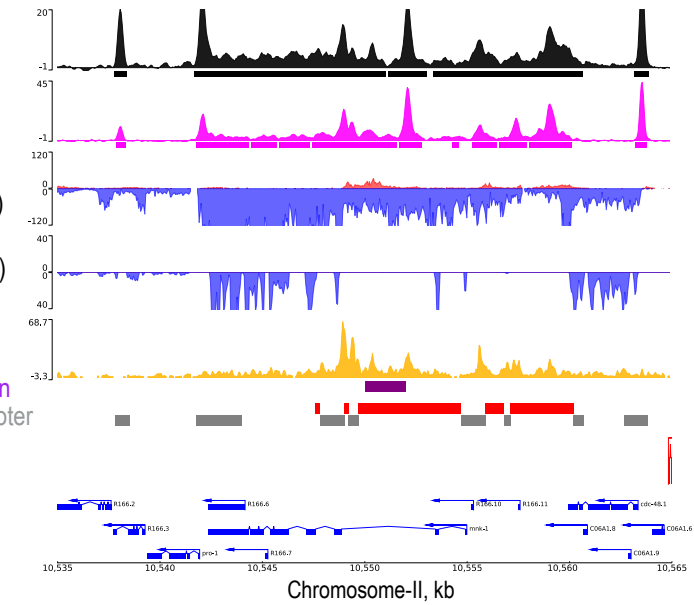 20
-1
45
-1
120
0
0
-120
)
40
0
0
40
)
68,7
-3,3
n
oter
R166.2
R166.6
R166.10
R166.11
cdc-48.1
R166.3
mnk-1
C06A1.8
C06A1.6
pro-1
R166.7
C06A1.9
10,535
10,540
10,545
10,550
10,555
10,560
10,565
Chromosome-II, kb